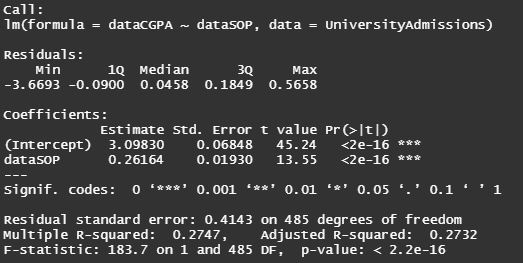 Call:
lm(formula = dataCGPA ~ dataSOP, data = UniversityAdmissions)
Residuals:
Min 1Q Median 3Q Max
-3.6693 -0.0900 0.0458 0.1849 0.5658
Coefficients:
Estimate Std. Error t value Pr(>|t|)
(Intercept) 3.09830 0.06848 45.24 <2e-16 ***
dataSOP 0.26164 0.01930 13.55 <2e-16 ***
---
Signif. codes: 0 ‘***’ 0.001 ‘**’ 0.01 ‘*’ 0.05 ‘.’ 0.1 ‘ ’ 1
Residual standard error: 0.4143 on 485 degrees of freedom
Multiple R-squared: 0.2747, Adjusted R-squared: 0.2732
F-statistic: 183.7 on 1 and 485 DF, p-value: < 2.2e-16